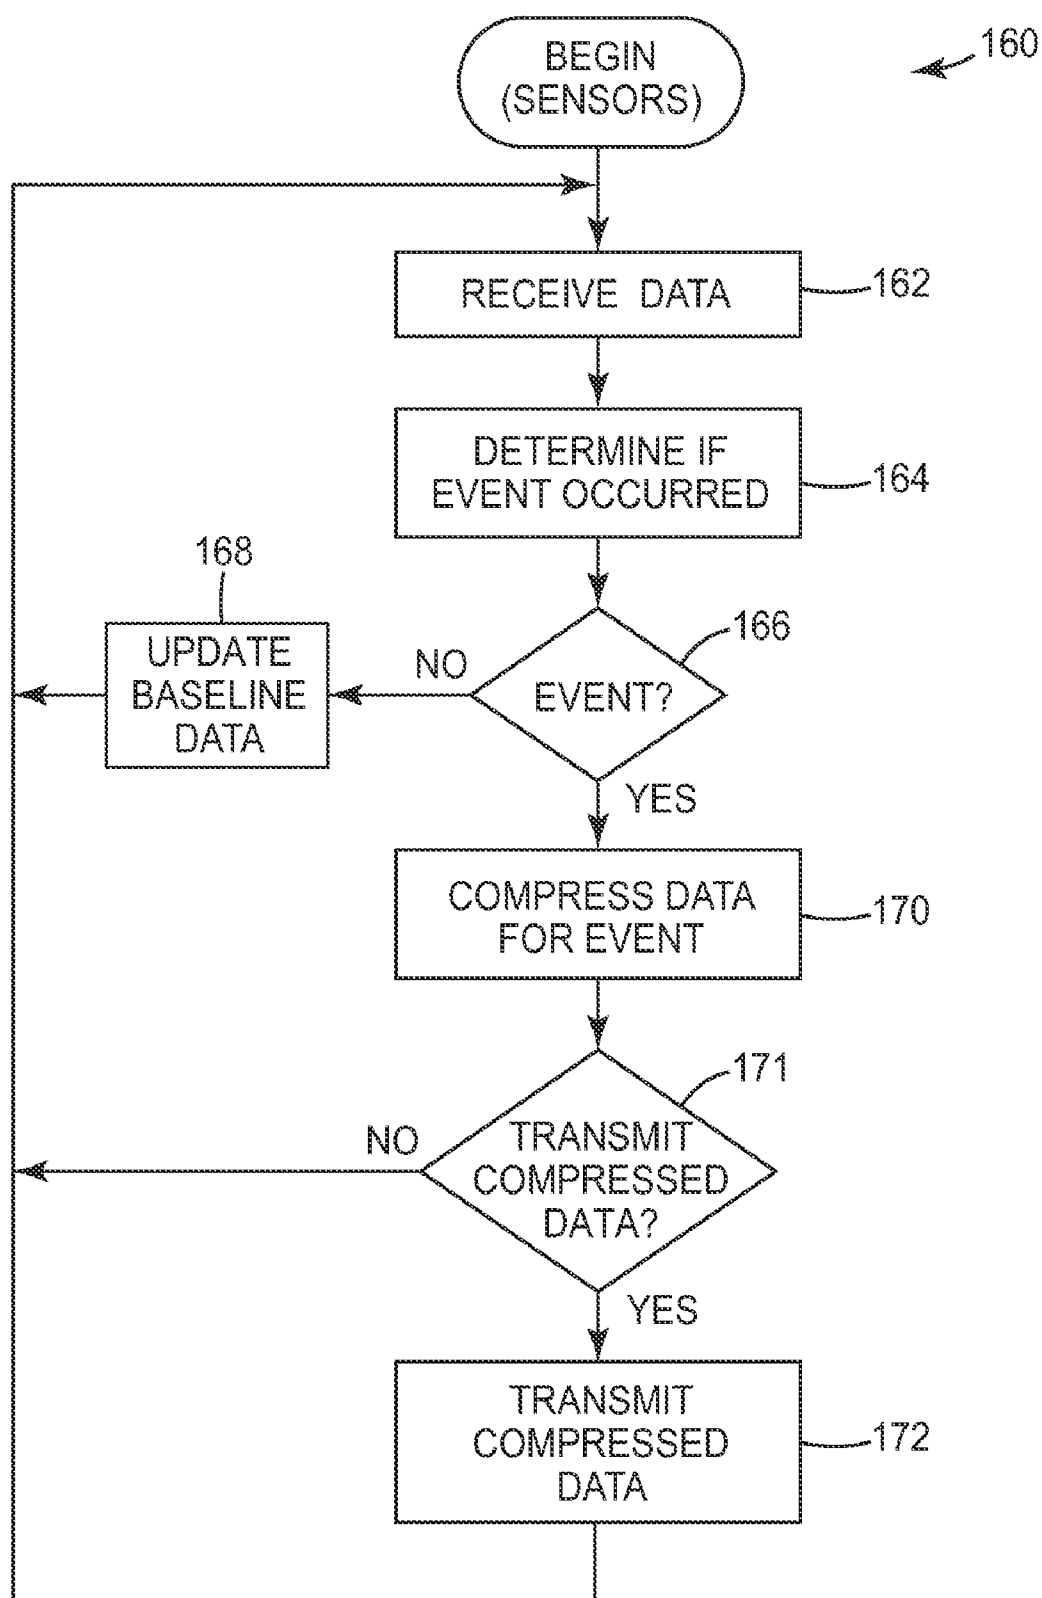 BEGIN
(SENSORS)
160
RECEIVE DATA
162
DETERMINE IF
EVENT OCCURRED
164
168
UPDATE
BASELINE
DATA
NO
166
EVENT?
YES
COMPRESS DATA
FOR EVENT
170
171
NO
TRANSMIT
COMPRESSED
DATA?
YES
TRANSMIT
COMPRESSED
DATA
172